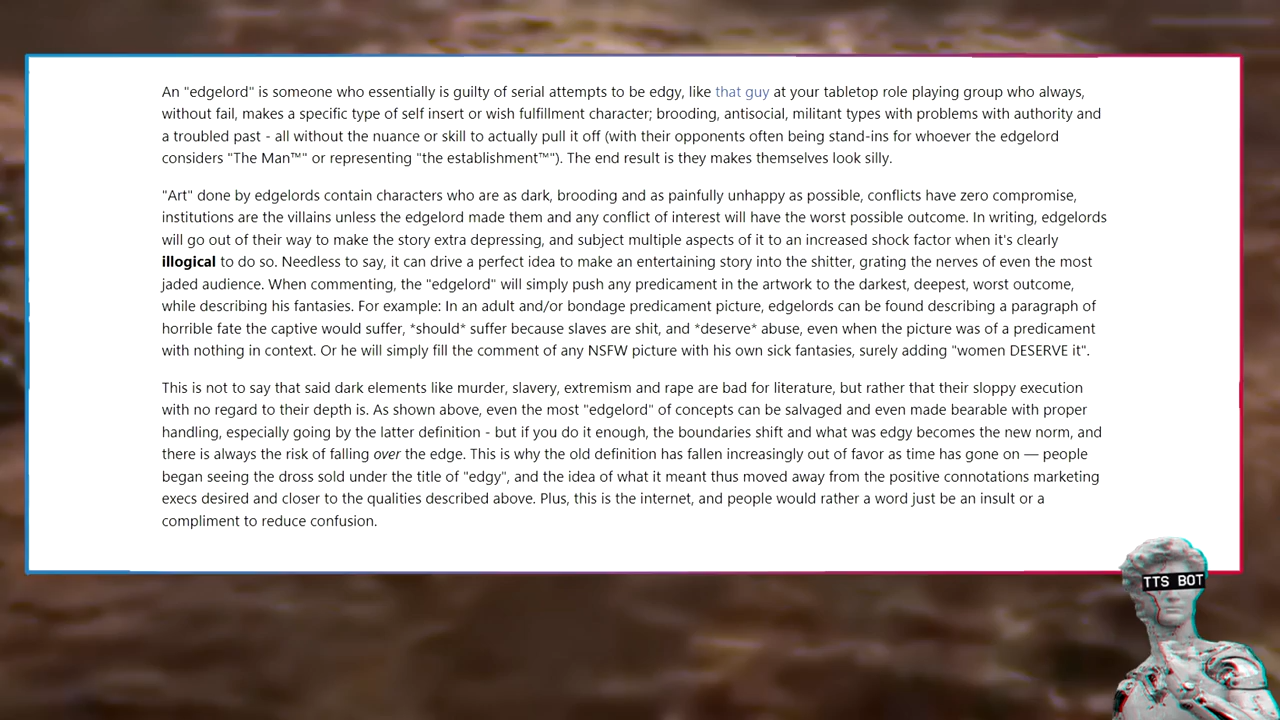 An "edgelord" is someone who essentially is guilty of serial attempts to be edgy, like that guy at your tabletop role playing group who always,
without fail, makes a specific type of self insert or wish fulfillment character; brooding, antisocial, militant types with problems with authority and
a troubled past - all without the nuance or skill to actually pull it off (with their opponents often being stand-ins for whoever the edgelord
considers "The Man™" or representing "the establishment™"). The end result is they makes themselves look silly.
"Art" done by edgelords contain characters who are as dark, brooding and as painfully unhappy as possible, conflicts have zero compromise,
institutions are the villains unless the edgelord made them and any conflict of interest will have the worst possible outcome. In writing, edgelords
will go out of their way to make the story extra depressing, and subject multiple aspects of it to an increased shock factor when it's clearly
illogical to do so. Needless to say, it can drive a perfect idea to make an entertaining story into the shitter, grating the nerves of even the most
jaded audience. When commenting, the "edgelord" will simply push any predicament in the artwork to the darkest, deepest, worst outcome,
while describing his fantasies. For example: In an adult and/or bondage predicament picture, edgelords can be found describing a paragraph of
horrible fate the captive would suffer, *should* suffer because slaves are shit, and *deserve* abuse, even when the picture was of a predicament
with nothing in context. Or he will simply fill the comment of any NSFW picture with his own sick fantasies, surely adding "women DESERVE it".
This is not to say that said dark elements like murder, slavery, extremism and rape are bad for literature, but rather that their sloppy execution
with no regard to their depth is. As shown above, even the most "edgelord" of concepts can be salvaged and even made bearable with proper
handling, especially going by the latter definition - but if you do it enough, the boundaries shift and what was edgy becomes the new norm, and
there is always the risk of falling over the edge. This is why the old definition has fallen increasingly out of favor as time has gone on — people
began seeing the dross sold under the title of "edgy", and the idea of what it meant thus moved away from the positive connotations marketing
execs desired and closer to the qualities described above. Plus, this is the internet, and people would rather a word just be an insult or a
compliment to reduce confusion.
TTS BOT